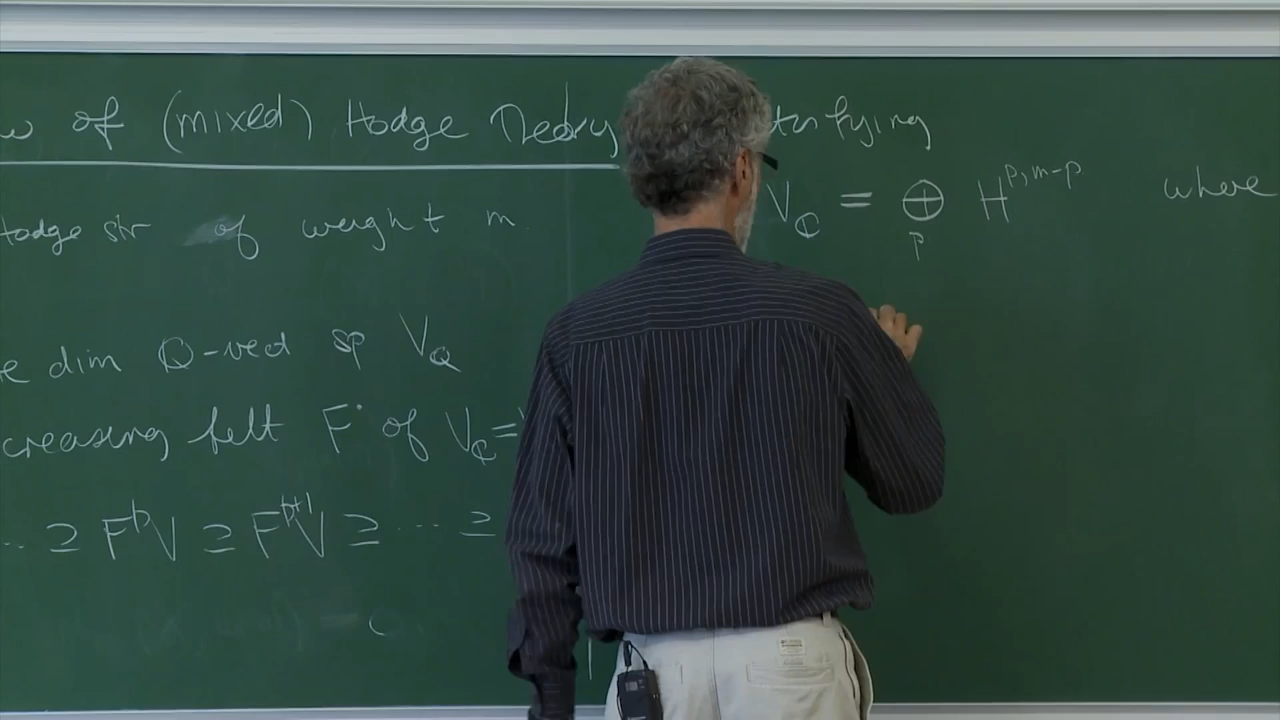 w of (mixed) Hodge Theory
Hodge str of weight m
e dim Q-vect sp V_Q
creasing filt F˙ of V_ℂ =
... ⊇ F^p V ⊇ F^{p+1} V ⊇ ... ⊇
tisfying
V_ℂ = ⊕_p H^{p,m-p} where